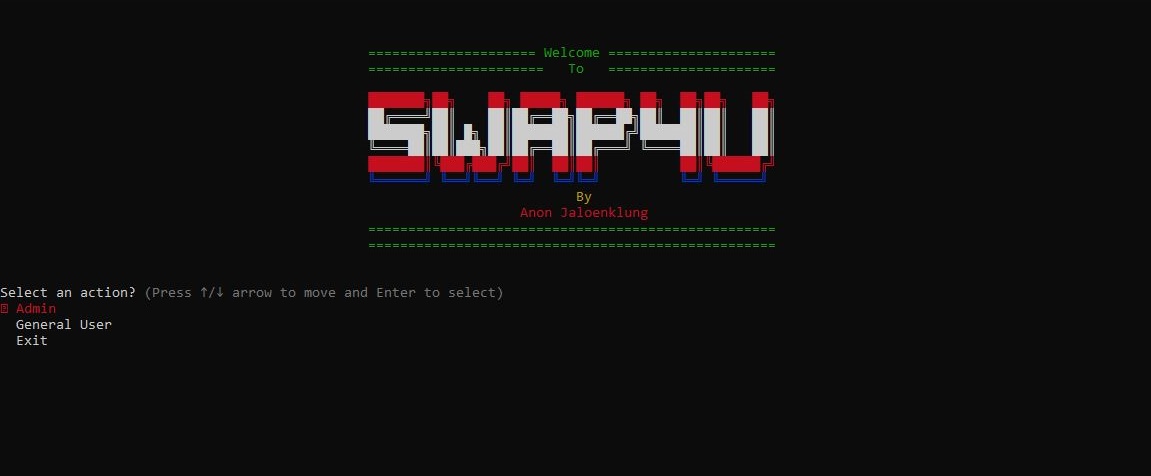 ===================== Welcome =====================
======================   To   =====================
SWAP4U
By
Anon Jaloenklung
===================================================
===================================================
Select an action? (Press ↑/↓ arrow to move and Enter to select)
Admin
General User
Exit